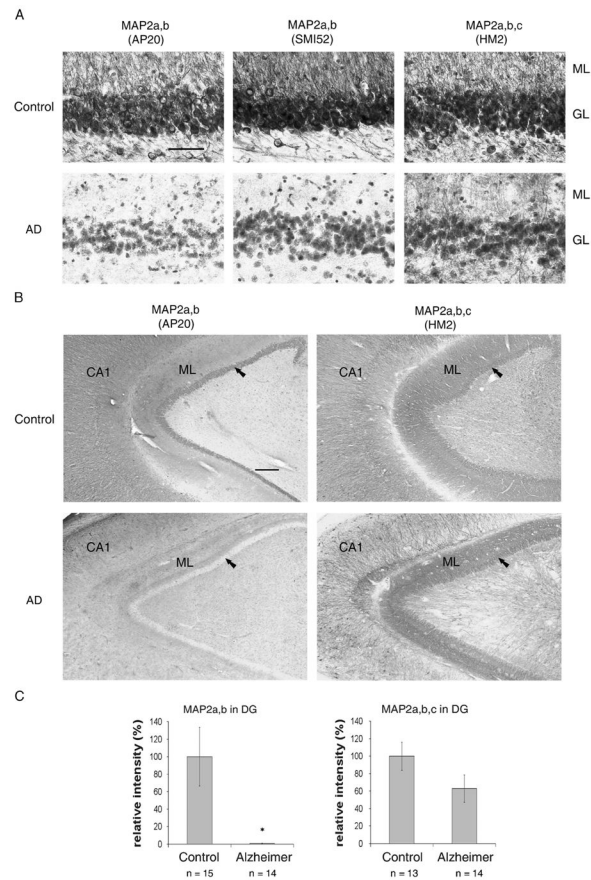 A
MAP2a,b
(AP20)
MAP2a,b
(SMI52)
MAP2a,b,c
(HM2)
Control
ML
GL
AD
ML
GL
B
MAP2a,b
(AP20)
MAP2a,b,c
(HM2)
Control
CA1
ML
CA1
ML
AD
CA1
ML
CA1
ML
C
MAP2a,b in DG
relative intensity (%)
140
120
100
80
60
40
20
0
*
Control
Alzheimer
n = 15
n = 14
MAP2a,b,c in DG
relative intensity (%)
140
120
100
80
60
40
20
0
Control
Alzheimer
n = 13
n = 14